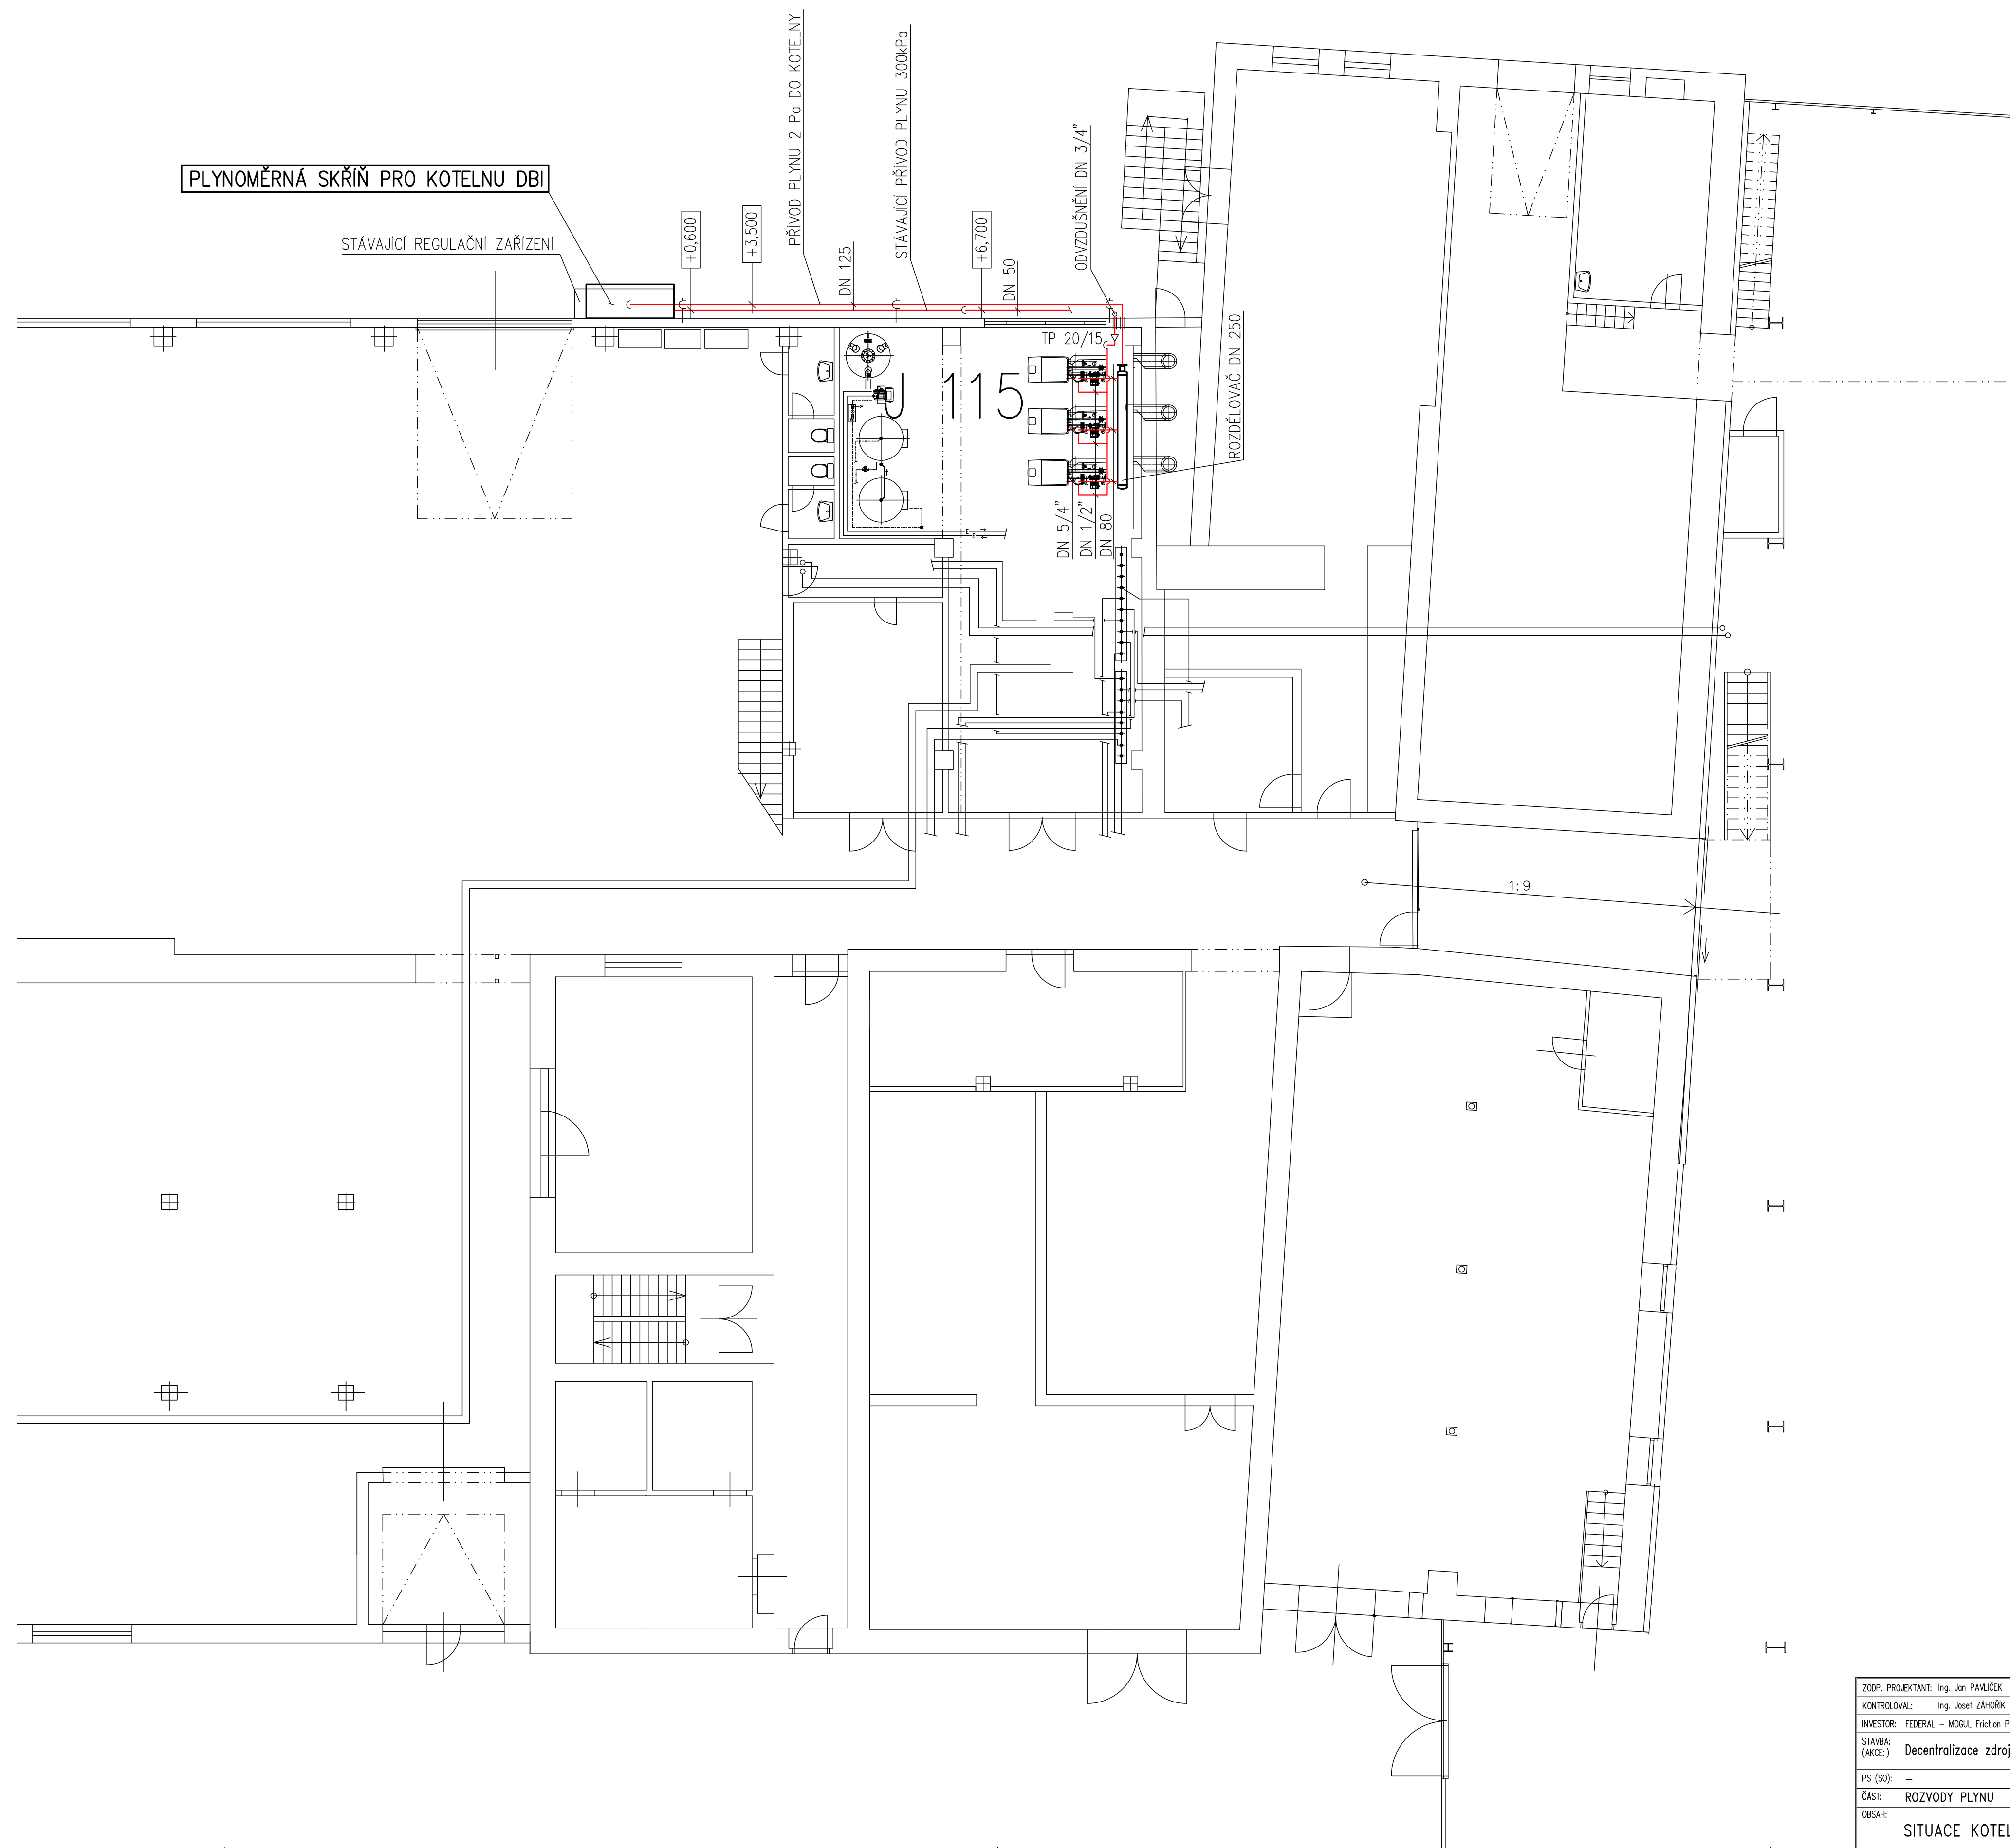 PŘÍVOD PLYNU 2 Pa DO KOTELNY
STÁVAJÍCÍ PŘÍVOD PLYNU 300kPa
ODVZDUŠNĚNÍ DN 3/4"
PLYNOMĚRNÁ SKŘÍŇ PRO KOTELNU DBI
STÁVAJÍCÍ REGULAČNÍ ZAŘÍZENÍ
+0,600
+3,500
DN 125
+6,700
DN 50
TP 20/15
ROZDĚLOVAČ DN 250
J 115
DN 5/4"
DN 1/2"
DN 80
1:9
ZODP. PROJEKTANT: Ing. Jan PAVLÍČEK
KONTROLOVAL: Ing. Josef ZÁHOŘÍK
INVESTOR: FEDERAL – MOGUL Friction P
STAVBA:
(AKCE:) Decentralizace zdroj
PS (SO): –
ČÁST: ROZVODY PLYNU
OBSAH:
SITUACE KOTEL